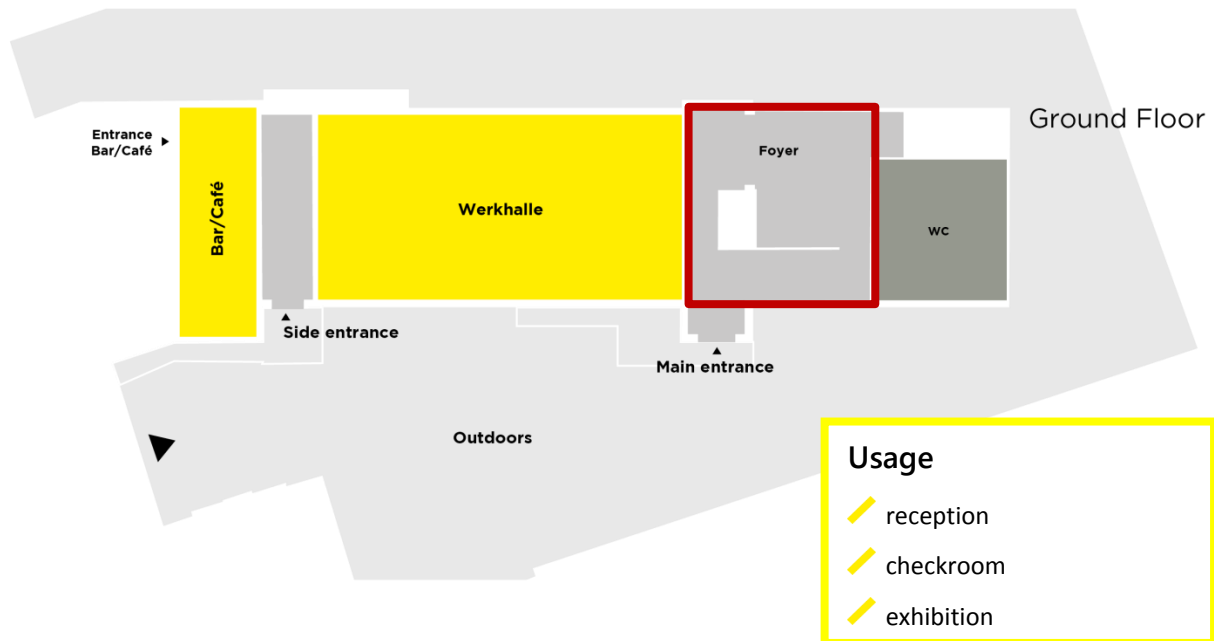 Ground Floor
Entrance
Bar/Café
Foyer
Bar/Café
Werkhalle
WC
Side entrance
Main entrance
Outdoors
Usage
reception
checkroom
exhibition